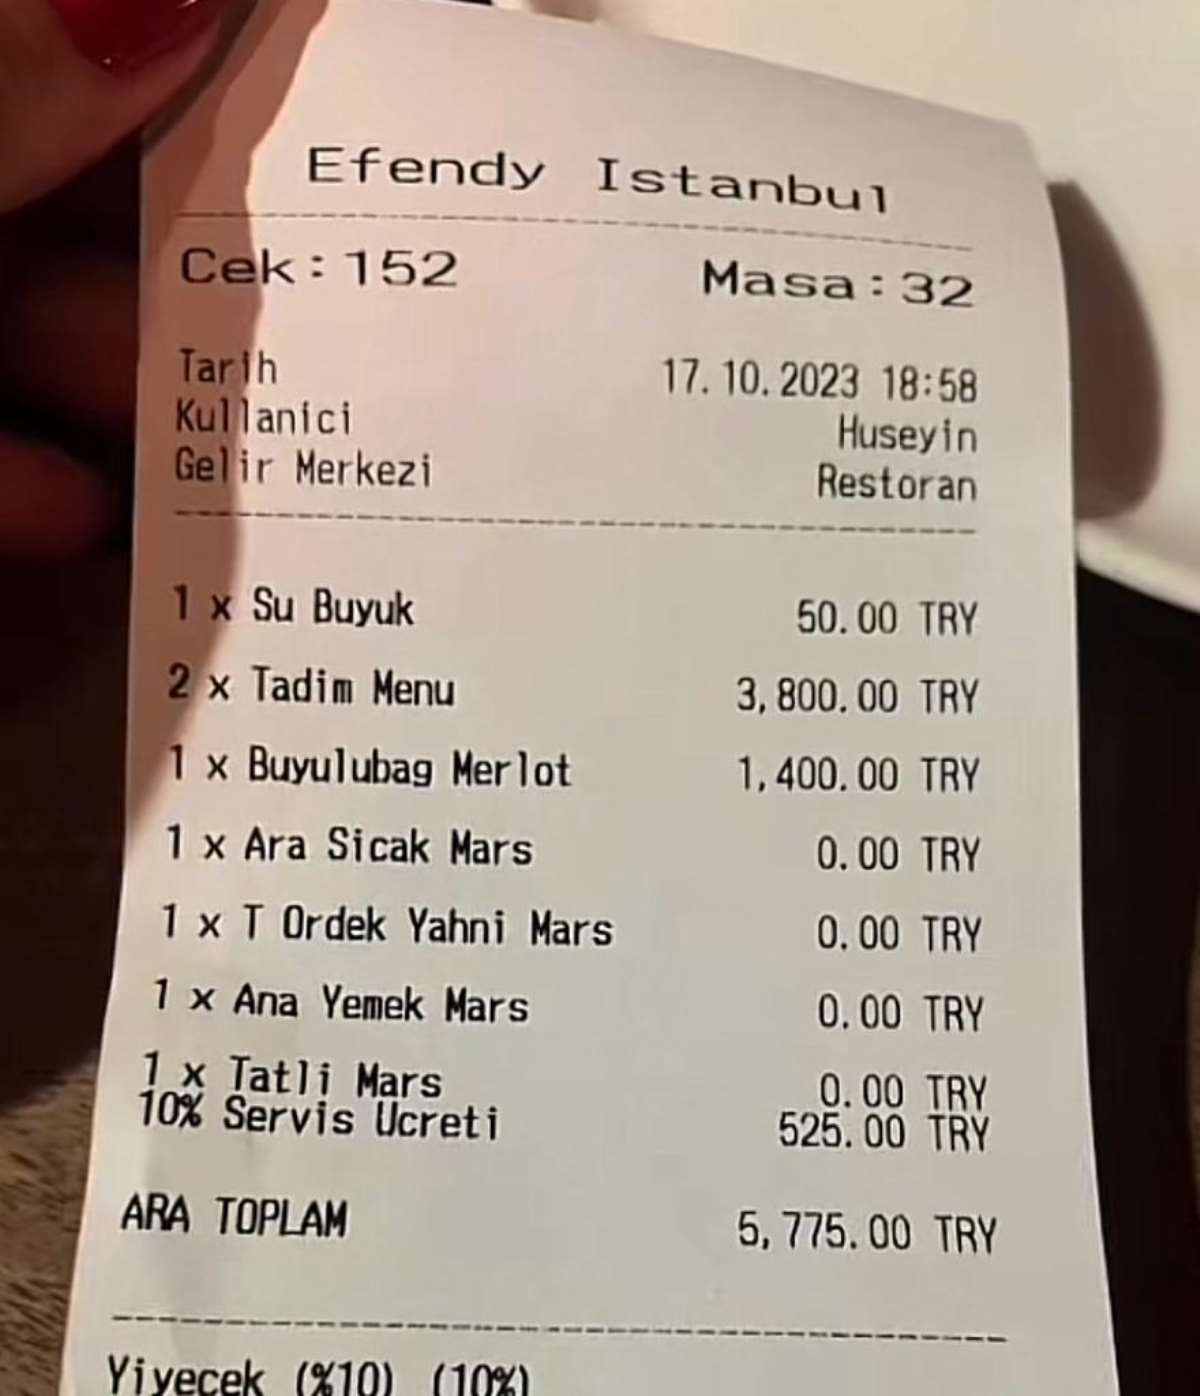 Efendy Istanbul
Cek:152 Masa:32
Tarih 17.10.2023 18:58
Kullanici Huseyin
Gelir Merkezi Restoran
1 x Su Buyuk 50.00 TRY
2 x Tadim Menu 3,800.00 TRY
1 x Buyulubag Merlot 1,400.00 TRY
1 x Ara Sicak Mars 0.00 TRY
1 x T Ordek Yahni Mars 0.00 TRY
1 x Ana Yemek Mars 0.00 TRY
1 x Tatli Mars 0.00 TRY
10% Servis Ucreti 525.00 TRY
ARA TOPLAM 5,775.00 TRY
Yiyecek (%10) (10%)